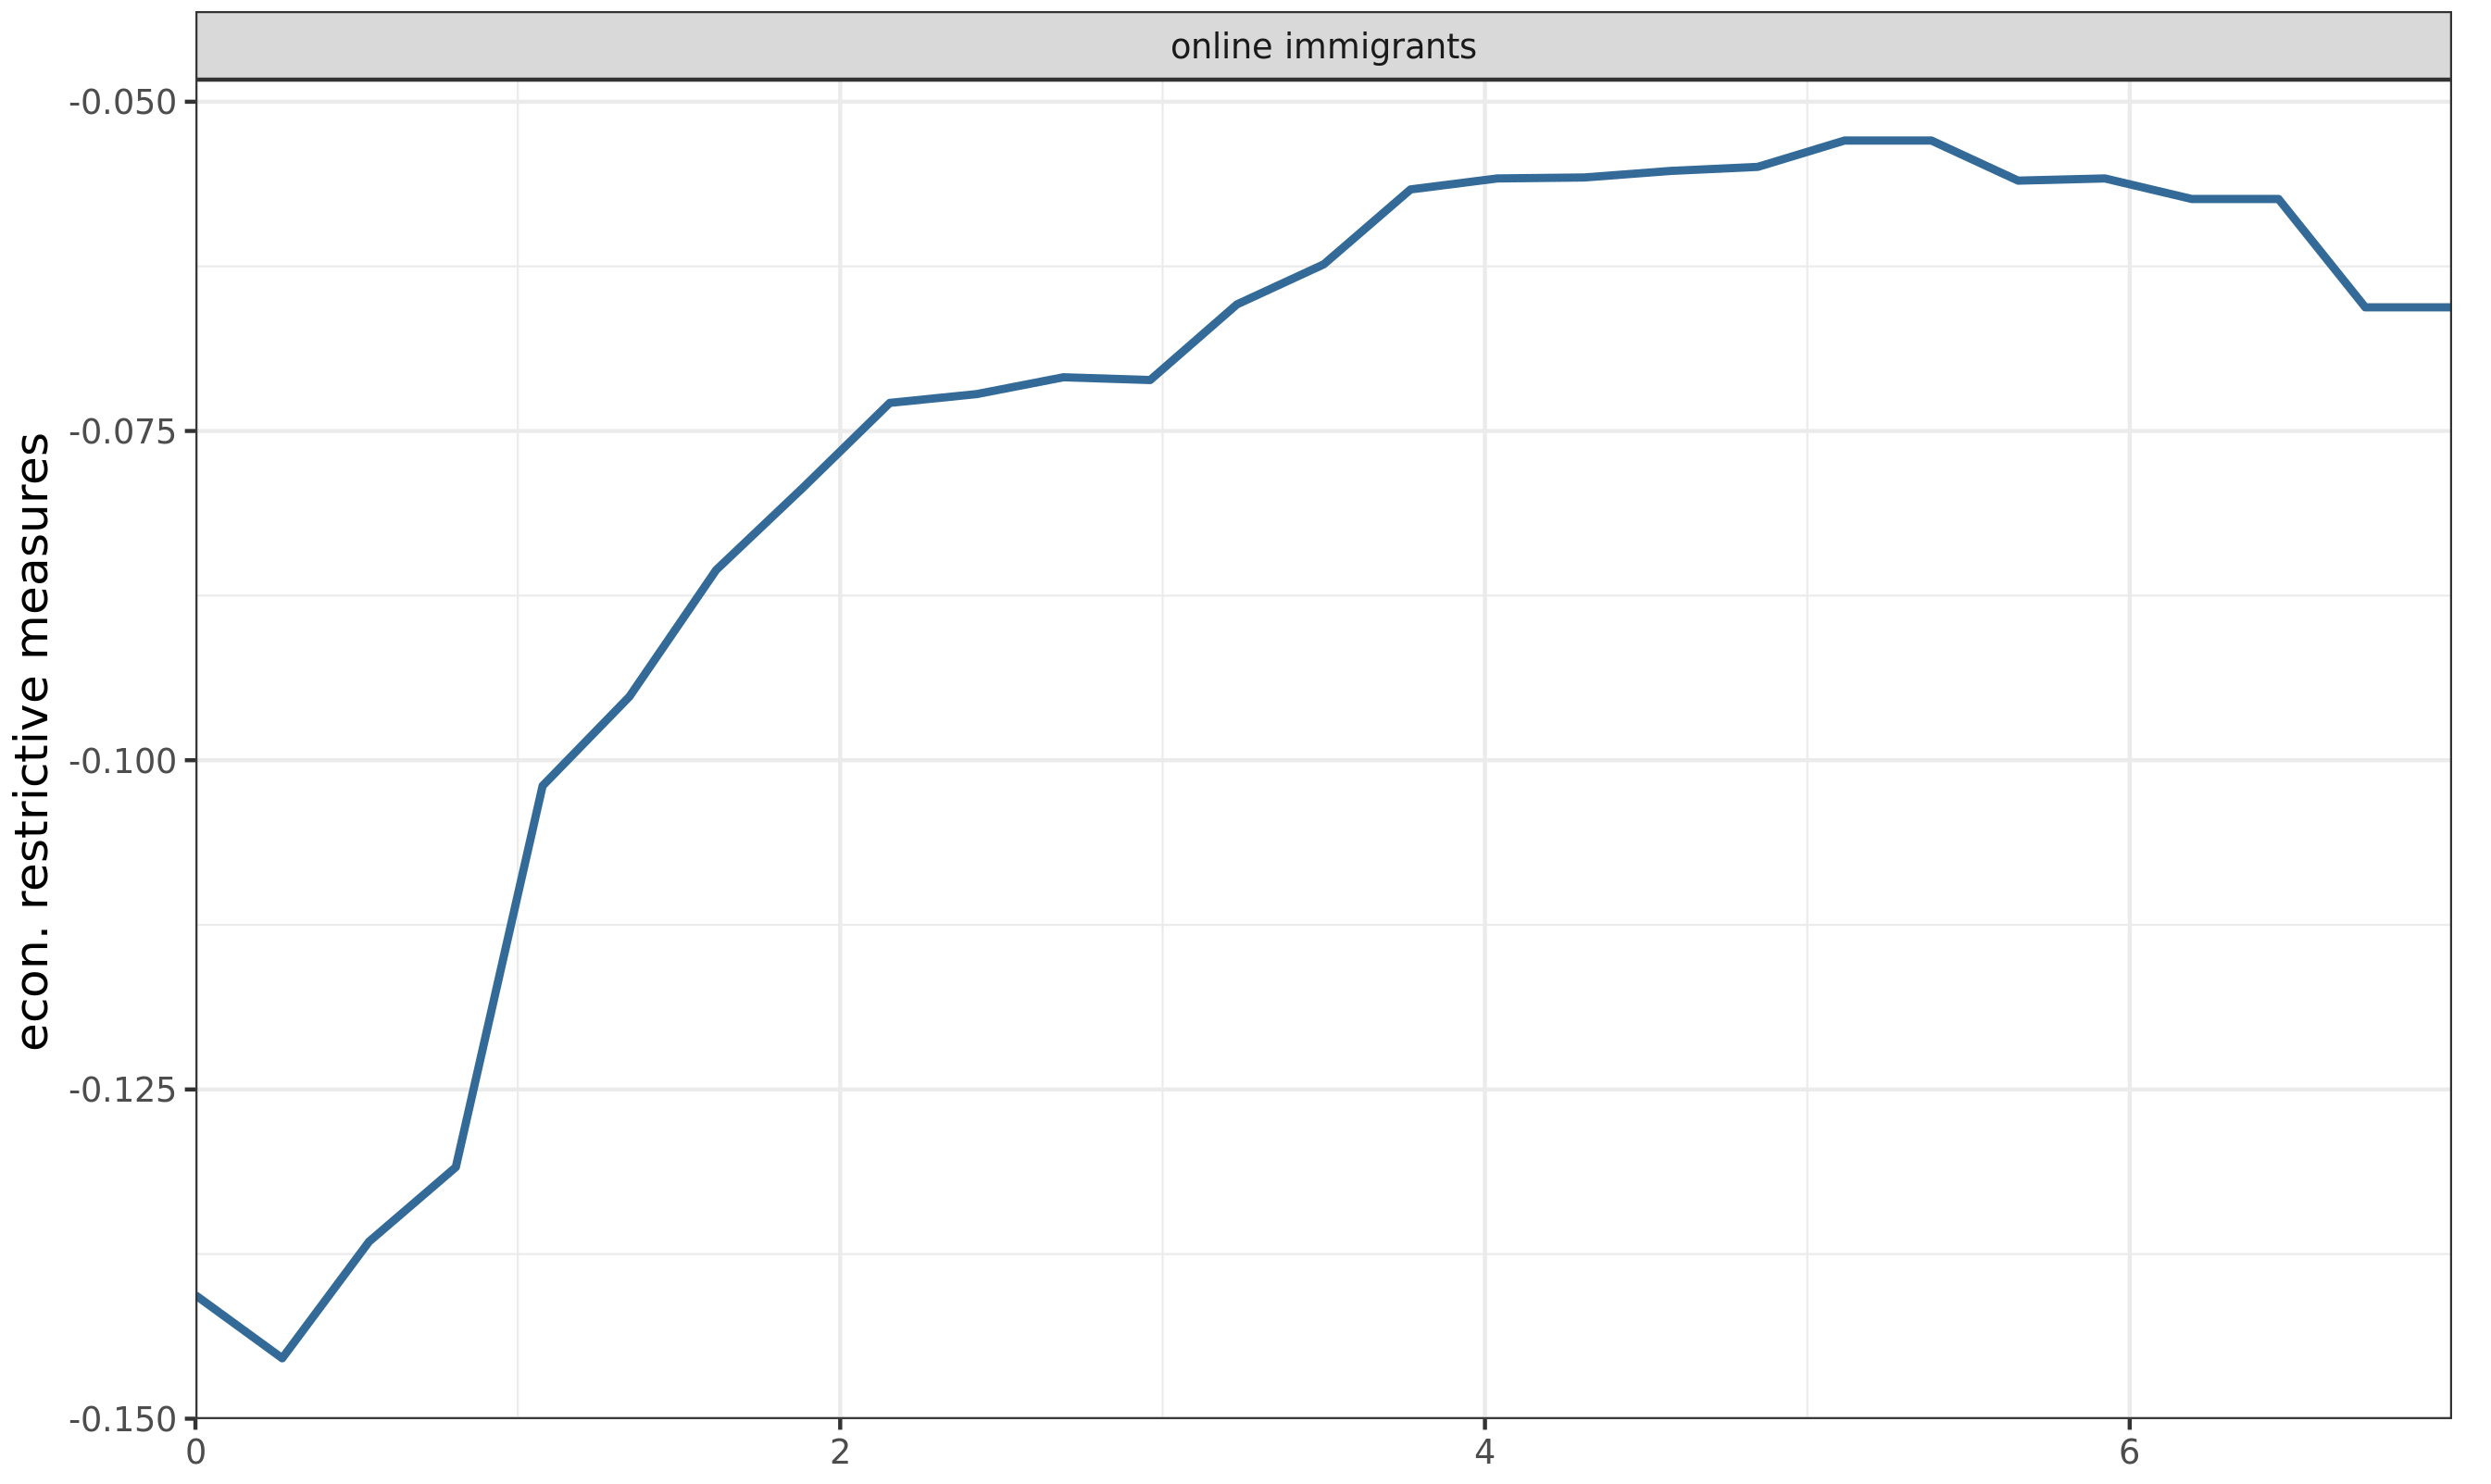 online immigrants
econ. restrictive measures
-0.050
-0.075
-0.100
-0.125
-0.150
0 2 4 6